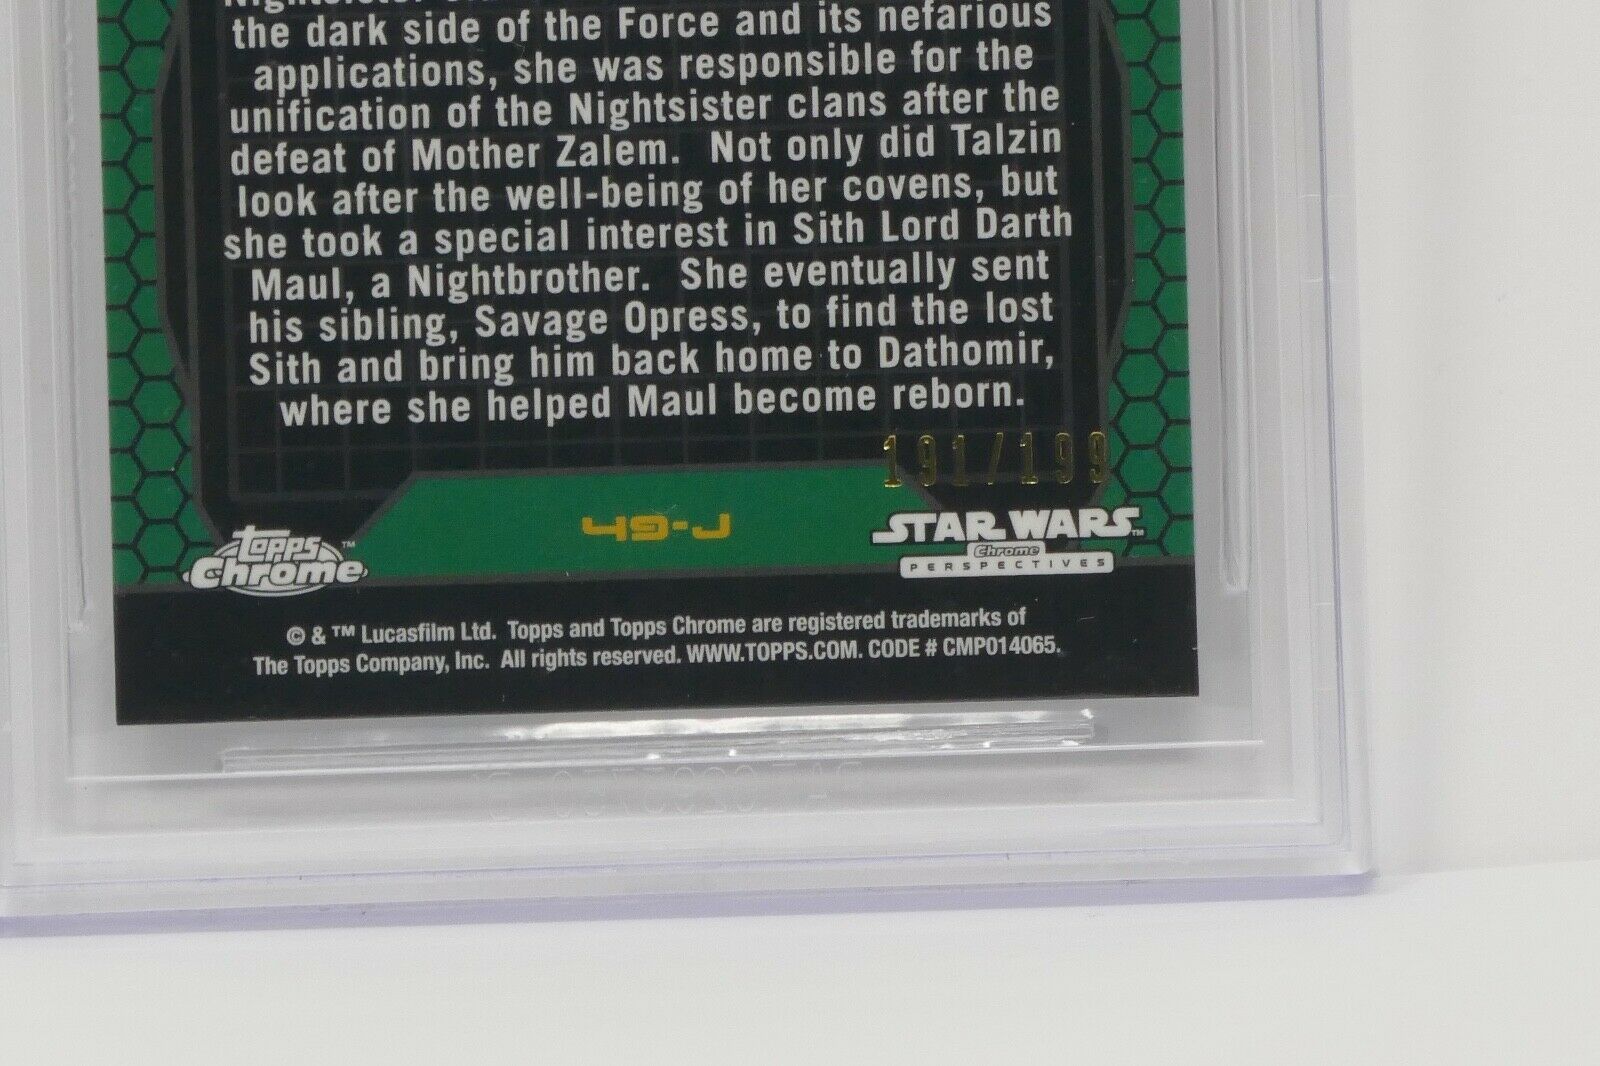 Nightsister
the dark side of the Force and its nefarious
applications, she was responsible for the
unification of the Nightsister clans after the
defeat of Mother Zalem. Not only did Talzin
look after the well-being of her covens, but
she took a special interest in Sith Lord Darth
Maul, a Nightbrother. She eventually sent
his sibling, Savage Opress, to find the lost
Sith and bring him back home to Dathomir,
where she helped Maul become reborn.
191/199
49-J
Topps
Chrome ™
STAR WARS ™
Chrome
PERSPECTIVES
© & ™ Lucasfilm Ltd. Topps and Topps Chrome are registered trademarks of
The Topps Company, Inc. All rights reserved. WWW.TOPPS.COM. CODE # CMP014065.